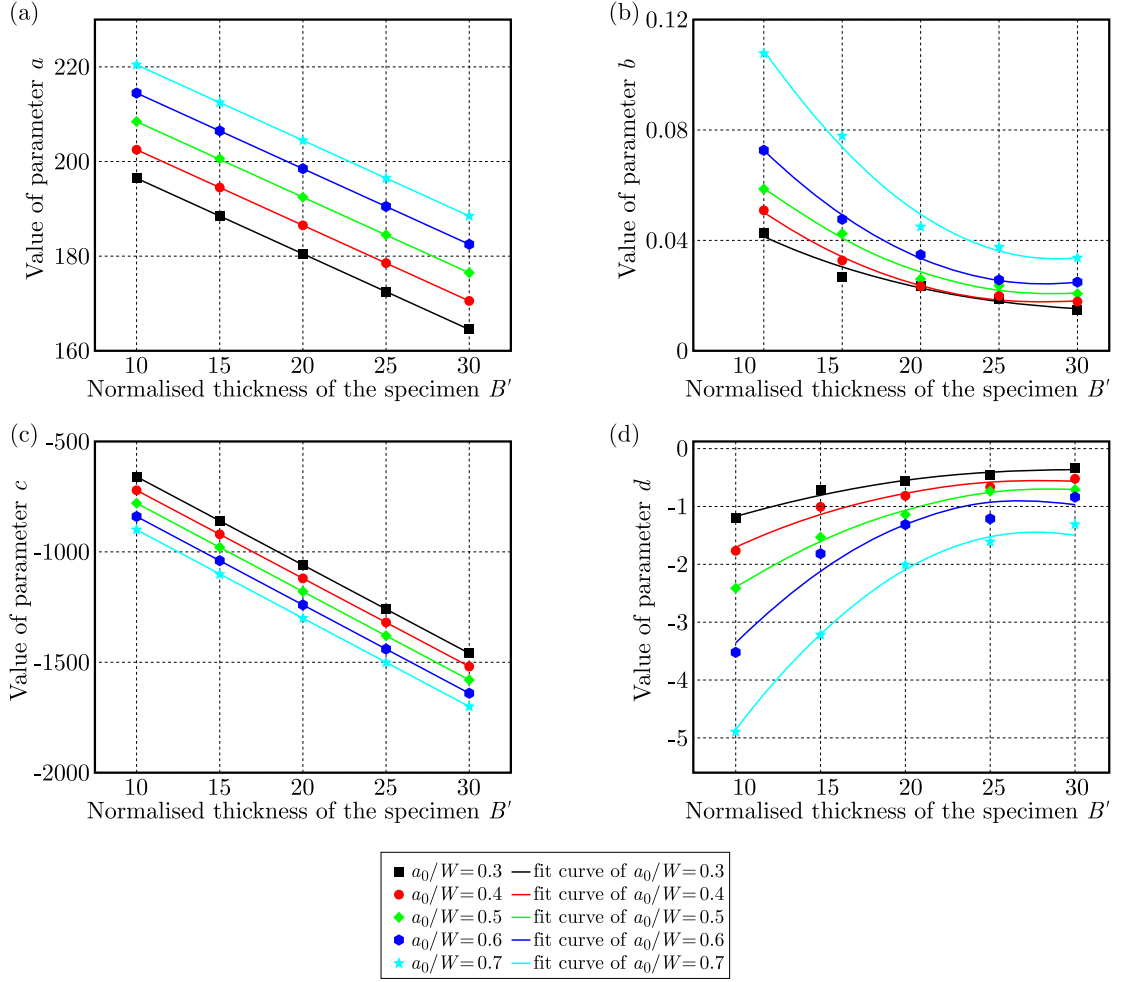 (a)
Value of parameter a
220
200
180
160
10 15 20 25 30
Normalised thickness of the specimen B′
(b)
Value of parameter b
0.12
0.08
0.04
0
10 15 20 25 30
Normalised thickness of the specimen B′
(c)
Value of parameter c
-500
-1000
-1500
-2000
10 15 20 25 30
Normalised thickness of the specimen B′
(d)
Value of parameter d
0
-1
-2
-3
-4
-5
10 15 20 25 30
Normalised thickness of the specimen B′
a₀/W=0.3 fit curve of a₀/W=0.3
a₀/W=0.4 fit curve of a₀/W=0.4
a₀/W=0.5 fit curve of a₀/W=0.5
a₀/W=0.6 fit curve of a₀/W=0.6
a₀/W=0.7 fit curve of a₀/W=0.7